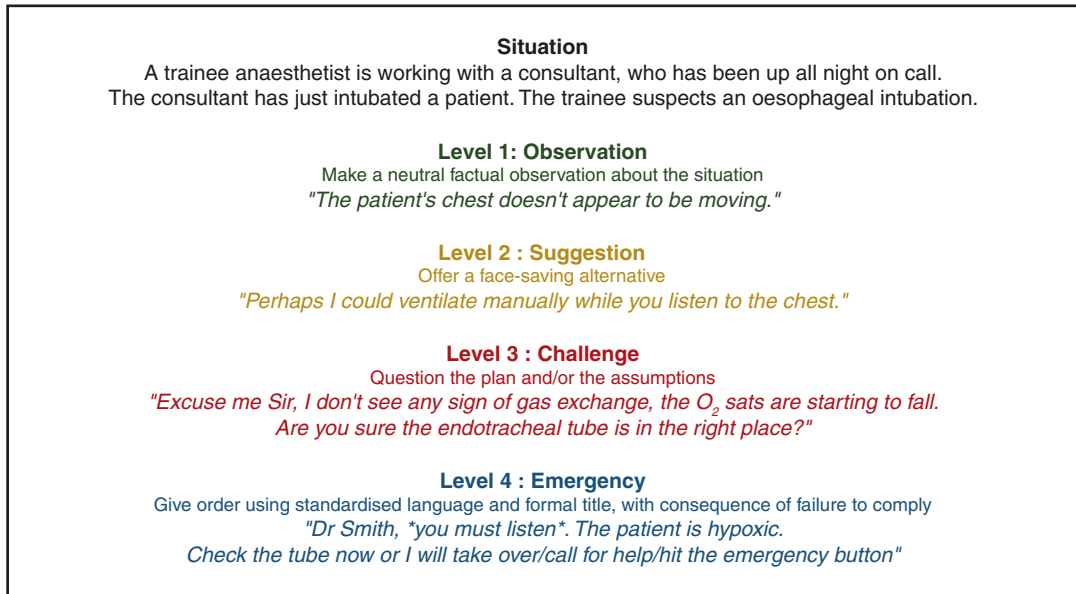 Situation
A trainee anaesthetist is working with a consultant, who has been up all night on call.
The consultant has just intubated a patient. The trainee suspects an oesophageal intubation.
Level 1: Observation
Make a neutral factual observation about the situation
"The patient's chest doesn't appear to be moving."
Level 2 : Suggestion
Offer a face-saving alternative
"Perhaps I could ventilate manually while you listen to the chest."
Level 3 : Challenge
Question the plan and/or the assumptions
"Excuse me Sir, I don't see any sign of gas exchange, the O₂ sats are starting to fall.
Are you sure the endotracheal tube is in the right place?"
Level 4 : Emergency
Give order using standardised language and formal title, with consequence of failure to comply
"Dr Smith, *you must listen*. The patient is hypoxic.
Check the tube now or I will take over/call for help/hit the emergency button"